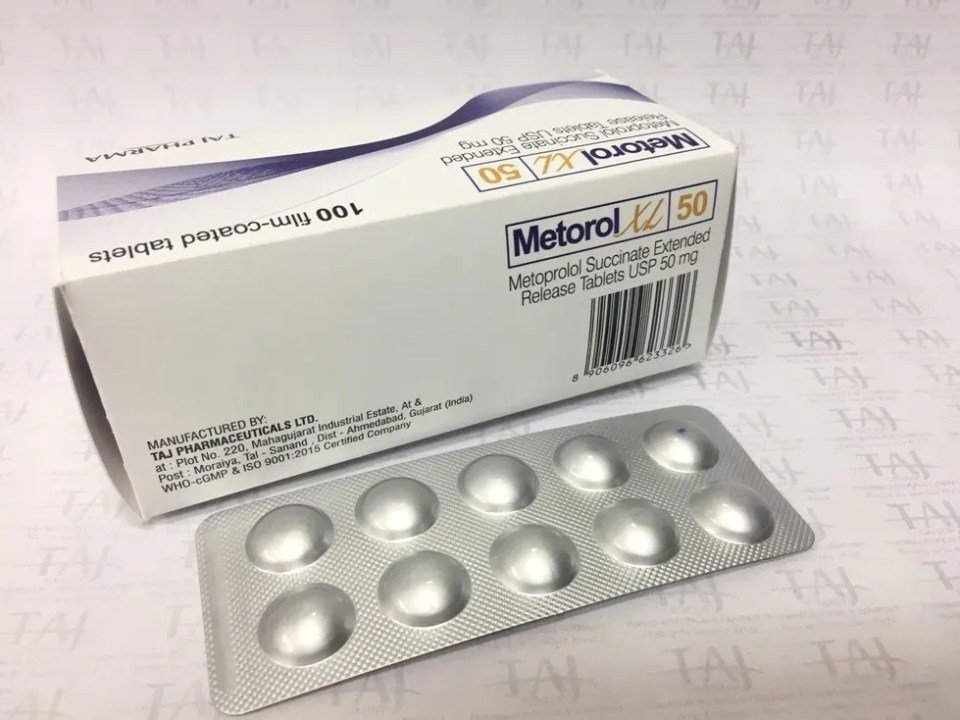 TAJ PHARMA
Metorol XL 50
Metoprolol Succinate Extended
Release Tablets USP 50 mg
100 film-coated tablets
Metorol XL 50
Metoprolol Succinate Extended
Release Tablets USP 50 mg
8 906096 623326 >
MANUFACTURED BY:
TAJ PHARMACEUTICALS LTD.
at : Plot No. 220, Mahagujarat Industrial Estate, At &
Post : Moraiya, Tal - Sanand , Dist - Ahmedabad, Gujarat (India)
WHO-cGMP & ISO 9001:2015 Certified Company
TAJ